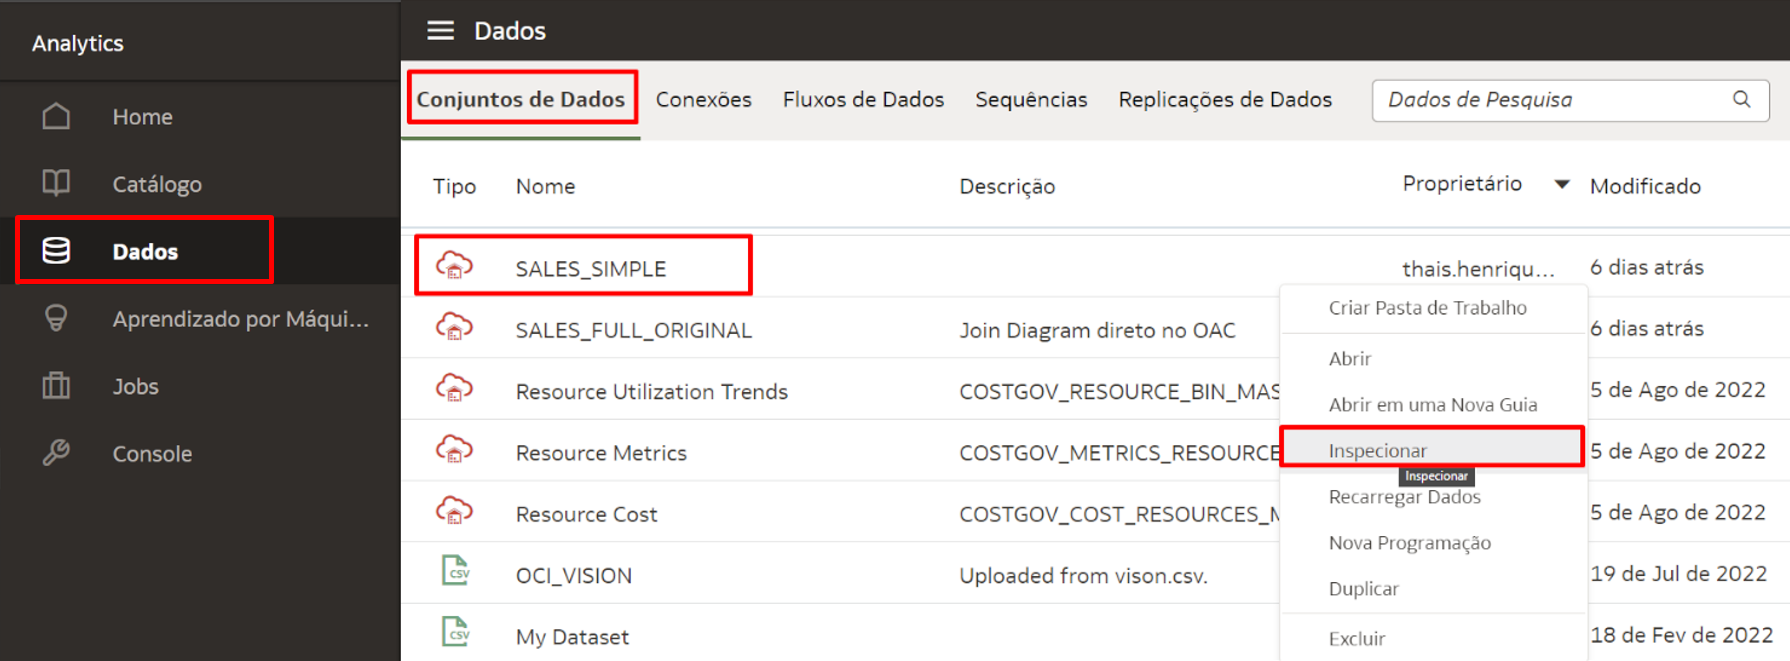 Analytics
Home
Catálogo
Dados
Aprendizado por Máqui...
Jobs
Console
Dados
Conjuntos de Dados Conexões Fluxos de Dados Sequências Replicações de Dados Dados de Pesquisa
Tipo Nome Descrição Proprietário Modificado
SALES_SIMPLE thais.henriqu... 6 dias atrás
SALES_FULL_ORIGINAL Join Diagram direto no OAC 6 dias atrás
Resource Utilization Trends COSTGOV_RESOURCE_BIN_MAS 5 de Ago de 2022
Resource Metrics COSTGOV_METRICS_RESOURCE 5 de Ago de 2022
Resource Cost COSTGOV_COST_RESOURCES_M 5 de Ago de 2022
CSV OCI_VISION Uploaded from vison.csv. 19 de Jul de 2022
CSV My Dataset 18 de Fev de 2022
Criar Pasta de Trabalho
Abrir
Abrir em uma Nova Guia
Inspecionar
Inspecionar
Recarregar Dados
Nova Programação
Duplicar
Excluir